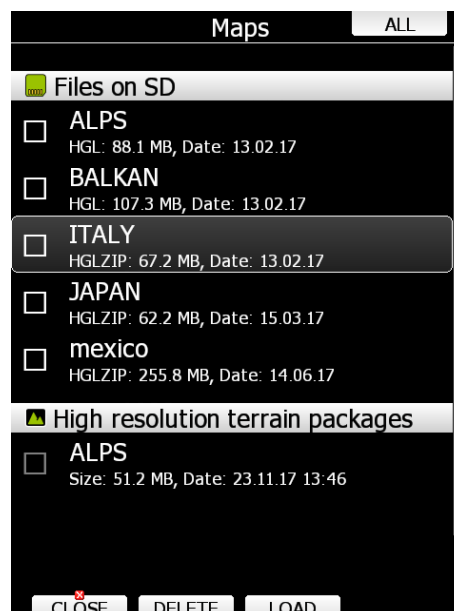 Maps
ALL
Files on SD
ALPS
HGL: 88.1 MB, Date: 13.02.17
BALKAN
HGL: 107.3 MB, Date: 13.02.17
ITALY
HGLZIP: 67.2 MB, Date: 13.02.17
JAPAN
HGLZIP: 62.2 MB, Date: 15.03.17
mexico
HGLZIP: 255.8 MB, Date: 14.06.17
High resolution terrain packages
ALPS
Size: 51.2 MB, Date: 23.11.17 13:46
CLOSE DELETE LOAD